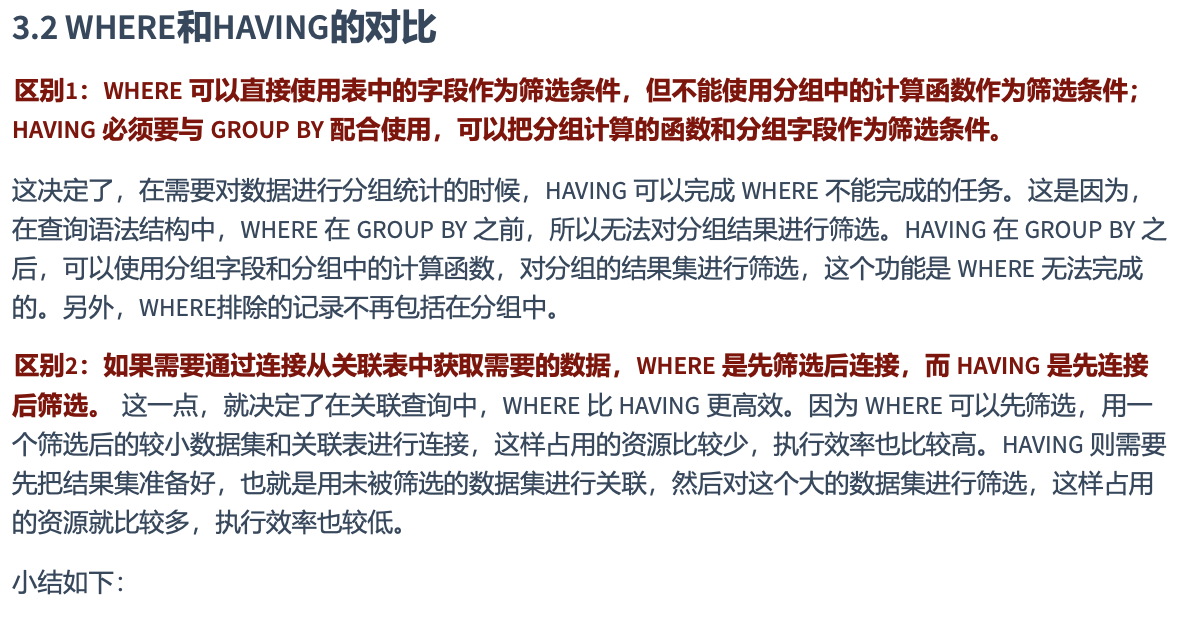 3.2 WHERE和HAVING的对比
区别1：WHERE 可以直接使用表中的字段作为筛选条件，但不能使用分组中的计算函数作为筛选条件；
HAVING 必须要与 GROUP BY 配合使用，可以把分组计算的函数和分组字段作为筛选条件。
这决定了，在需要对数据进行分组统计的时候，HAVING 可以完成 WHERE 不能完成的任务。这是因为，
在查询语法结构中，WHERE 在 GROUP BY 之前，所以无法对分组结果进行筛选。HAVING 在 GROUP BY 之
后，可以使用分组字段和分组中的计算函数，对分组的结果集进行筛选，这个功能是 WHERE 无法完成
的。另外，WHERE排除的记录不再包括在分组中。
区别2：如果需要通过连接从关联表中获取需要的数据，WHERE 是先筛选后连接，而 HAVING 是先连接
后筛选。 这一点，就决定了在关联查询中，WHERE 比 HAVING 更高效。因为 WHERE 可以先筛选，用一
个筛选后的较小数据集和关联表进行连接，这样占用的资源比较少，执行效率也比较高。HAVING 则需要
先把结果集准备好，也就是用未被筛选的数据集进行关联，然后对这个大的数据集进行筛选，这样占用
的资源就比较多，执行效率也较低。
小结如下：